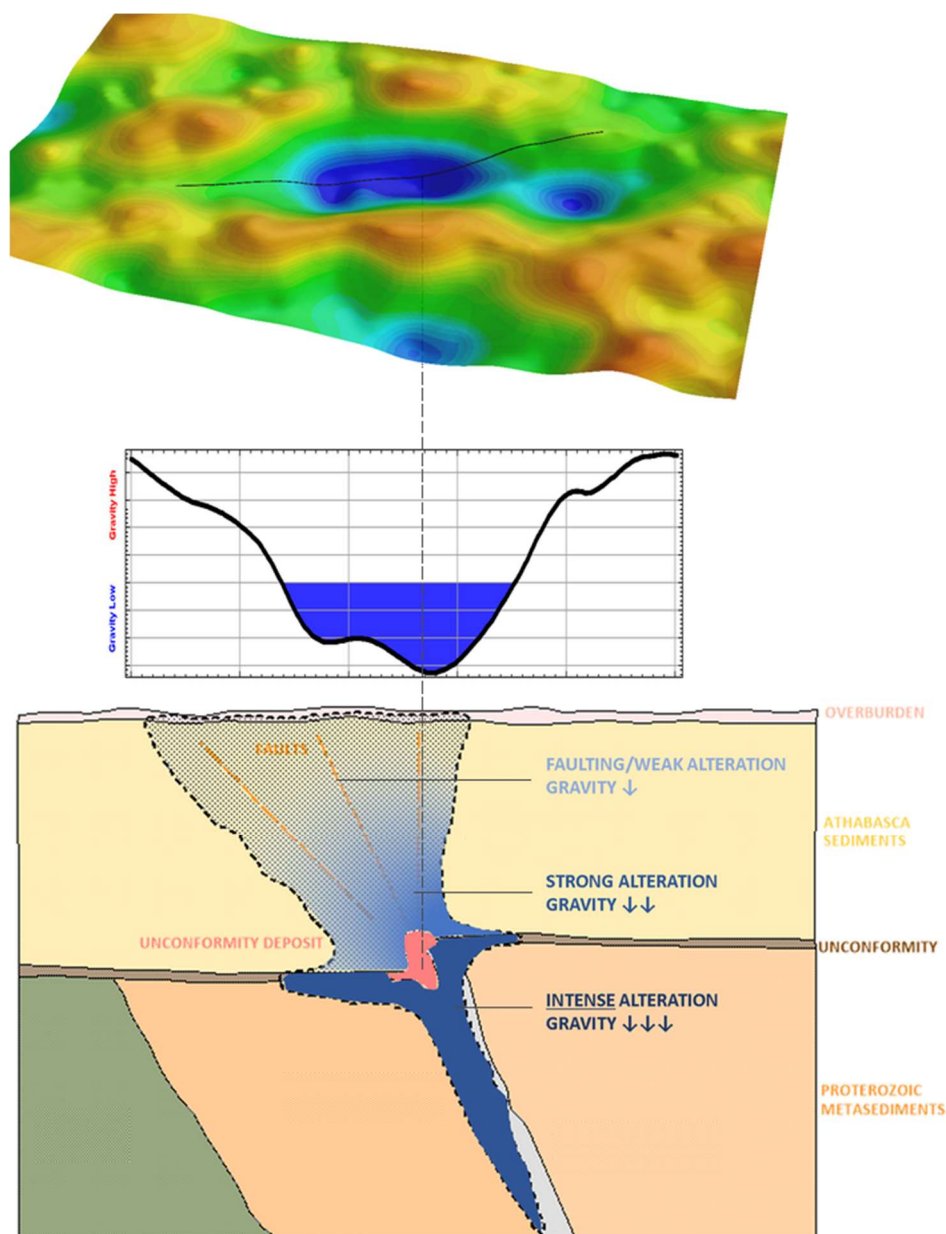 Gravity High
Gravity Low
OVERBURDEN
FAULTS
FAULTING/WEAK ALTERATION
GRAVITY ↓
ATHABASCA
SEDIMENTS
STRONG ALTERATION
GRAVITY ↓↓
UNCONFORMITY DEPOSIT
UNCONFORMITY
INTENSE ALTERATION
GRAVITY ↓↓↓
PROTEROZOIC
METASEDIMENTS